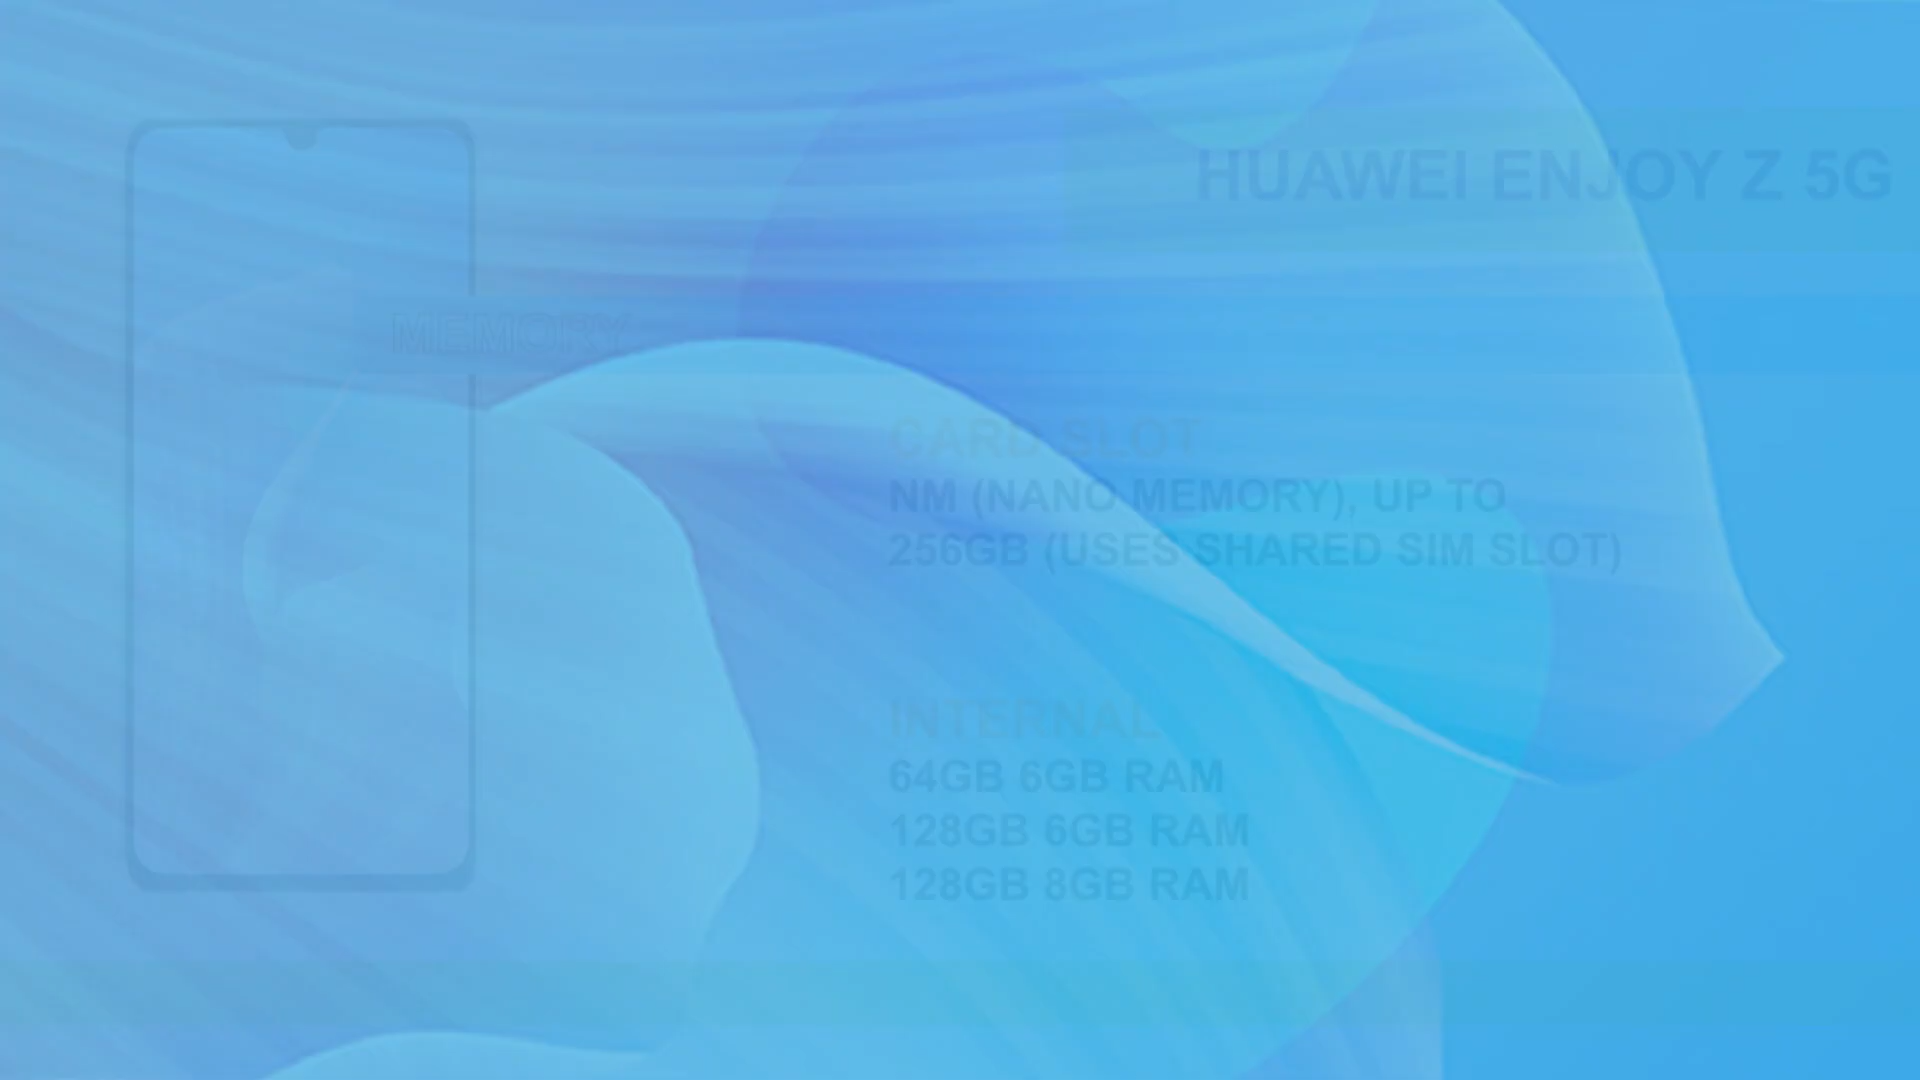 HUAWEI ENJOY Z 5G
MEMORY
CARD SLOT
NM (NANO MEMORY), UP TO
256GB (USES SHARED SIM SLOT)
INTERNAL
64GB 6GB RAM
128GB 6GB RAM
128GB 8GB RAM